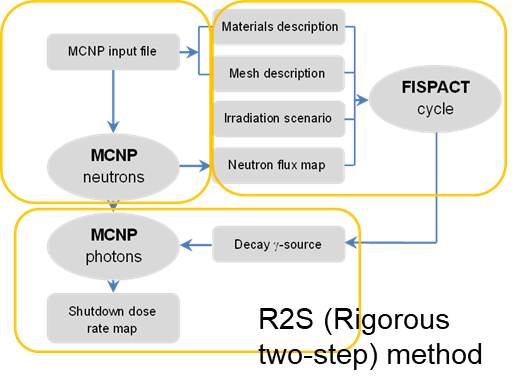 MCNP input file
Materials description
Mesh description
Irradiation scenario
Neutron flux map
FISPACT
cycle
MCNP
neutrons
MCNP
photons
Decay γ-source
Shutdown dose
rate map
R2S (Rigorous
two-step) method